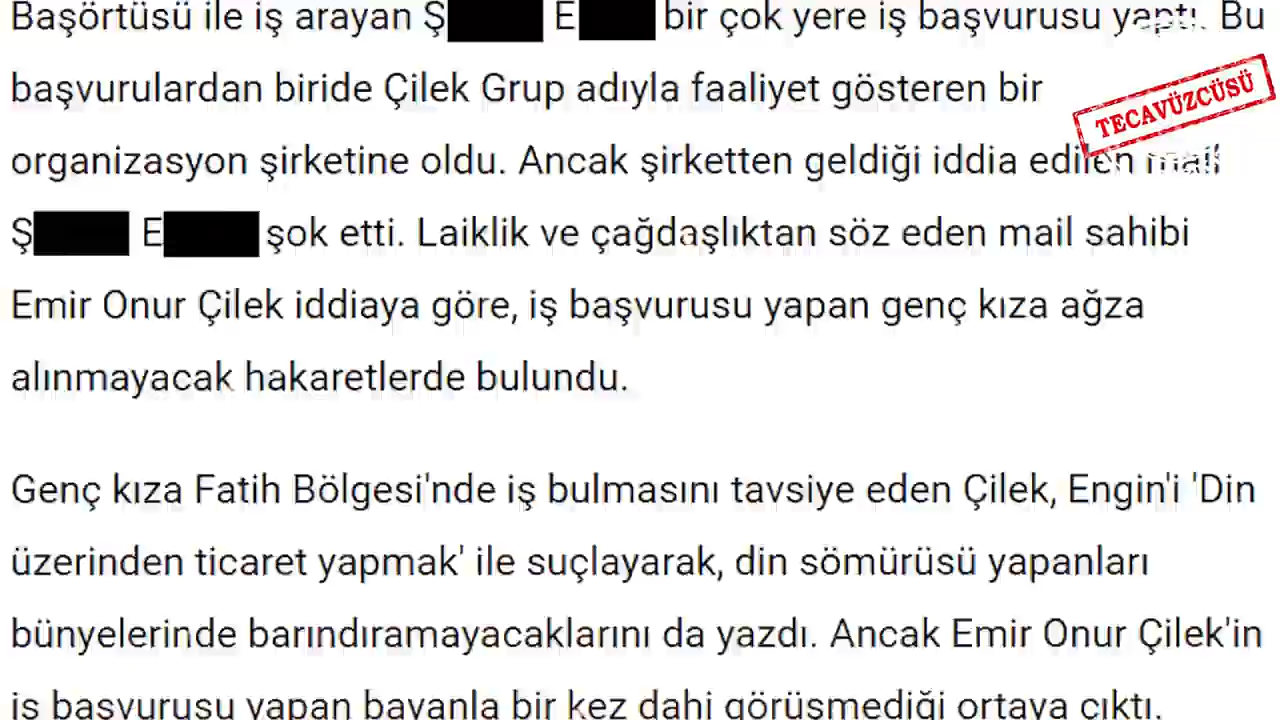 Başörtüsü ile iş arayan Ş E bir çok yere iş başvurusu yaptı. Bu
başvurulardan biride Çilek Grup adıyla faaliyet gösteren bir
TECAVÜZCÜSÜ
organizasyon şirketine oldu. Ancak şirketten geldiği iddia edilen mail
Ş E şok etti. Laiklik ve çağdaşlıktan söz eden mail sahibi
Emir Onur Çilek iddiaya göre, iş başvurusu yapan genç kıza ağza
alınmayacak hakaretlerde bulundu.
Genç kıza Fatih Bölgesi'nde iş bulmasını tavsiye eden Çilek, Engin'i 'Din
üzerinden ticaret yapmak' ile suçlayarak, din sömürüsü yapanları
bünyelerinde barındıramayacaklarını da yazdı. Ancak Emir Onur Çilek'in
iş başvurusu yapan bayanla bir kez dahi görüşmediği ortaya çıktı.